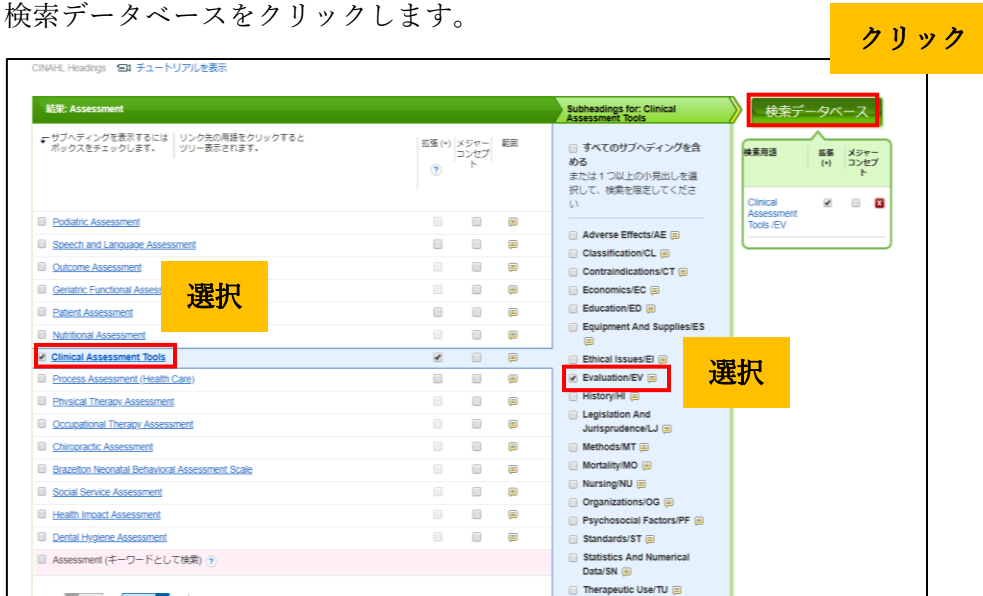 検索データベースをクリックします。
クリック
CINAHL Headings チュートリアルを表示
結果: Assessment
サブヘディングを表示するには
ボックスをチェックします。
リンク先の用語をクリックすると
ツリー表示されます。
拡張 (+)
メジャー
コンセプ
ト
範囲
?
Podiatric Assessment
Speech and Language Assessment
Outcome Assessment
Geriatric Functional Assess
Patient Assessment
Nutritional Assessment
Clinical Assessment Tools
Process Assessment (Health Care)
Physical Therapy Assessment
Occupational Therapy Assessment
Chiropractic Assessment
Brazelton Neonatal Behavioral Assessment Scale
Social Service Assessment
Health Impact Assessment
Dental Hygiene Assessment
Assessment (キーワードとして検索) ?
選択
Subheadings for: Clinical
Assessment Tools
すべてのサブヘディングを含
める
または 1 つ以上の小見出しを選
択して、検索を限定してくださ
い
Adverse Effects/AE
Classification/CL
Contraindications/CT
Economics/EC
Education/ED
Equipment And Supplies/ES
Ethical Issues/EI
Evaluation/EV
History/HI
Legislation And
Jurisprudence/LJ
Methods/MT
Mortality/MO
Nursing/NU
Organizations/OG
Psychosocial Factors/PF
Standards/ST
Statistics And Numerical
Data/SN
Therapeutic Use/TU
選択
検索データベース
検索用語
拡張
(+)
メジャー
コンセプ
ト
Clinical
Assessment
Tools /EV